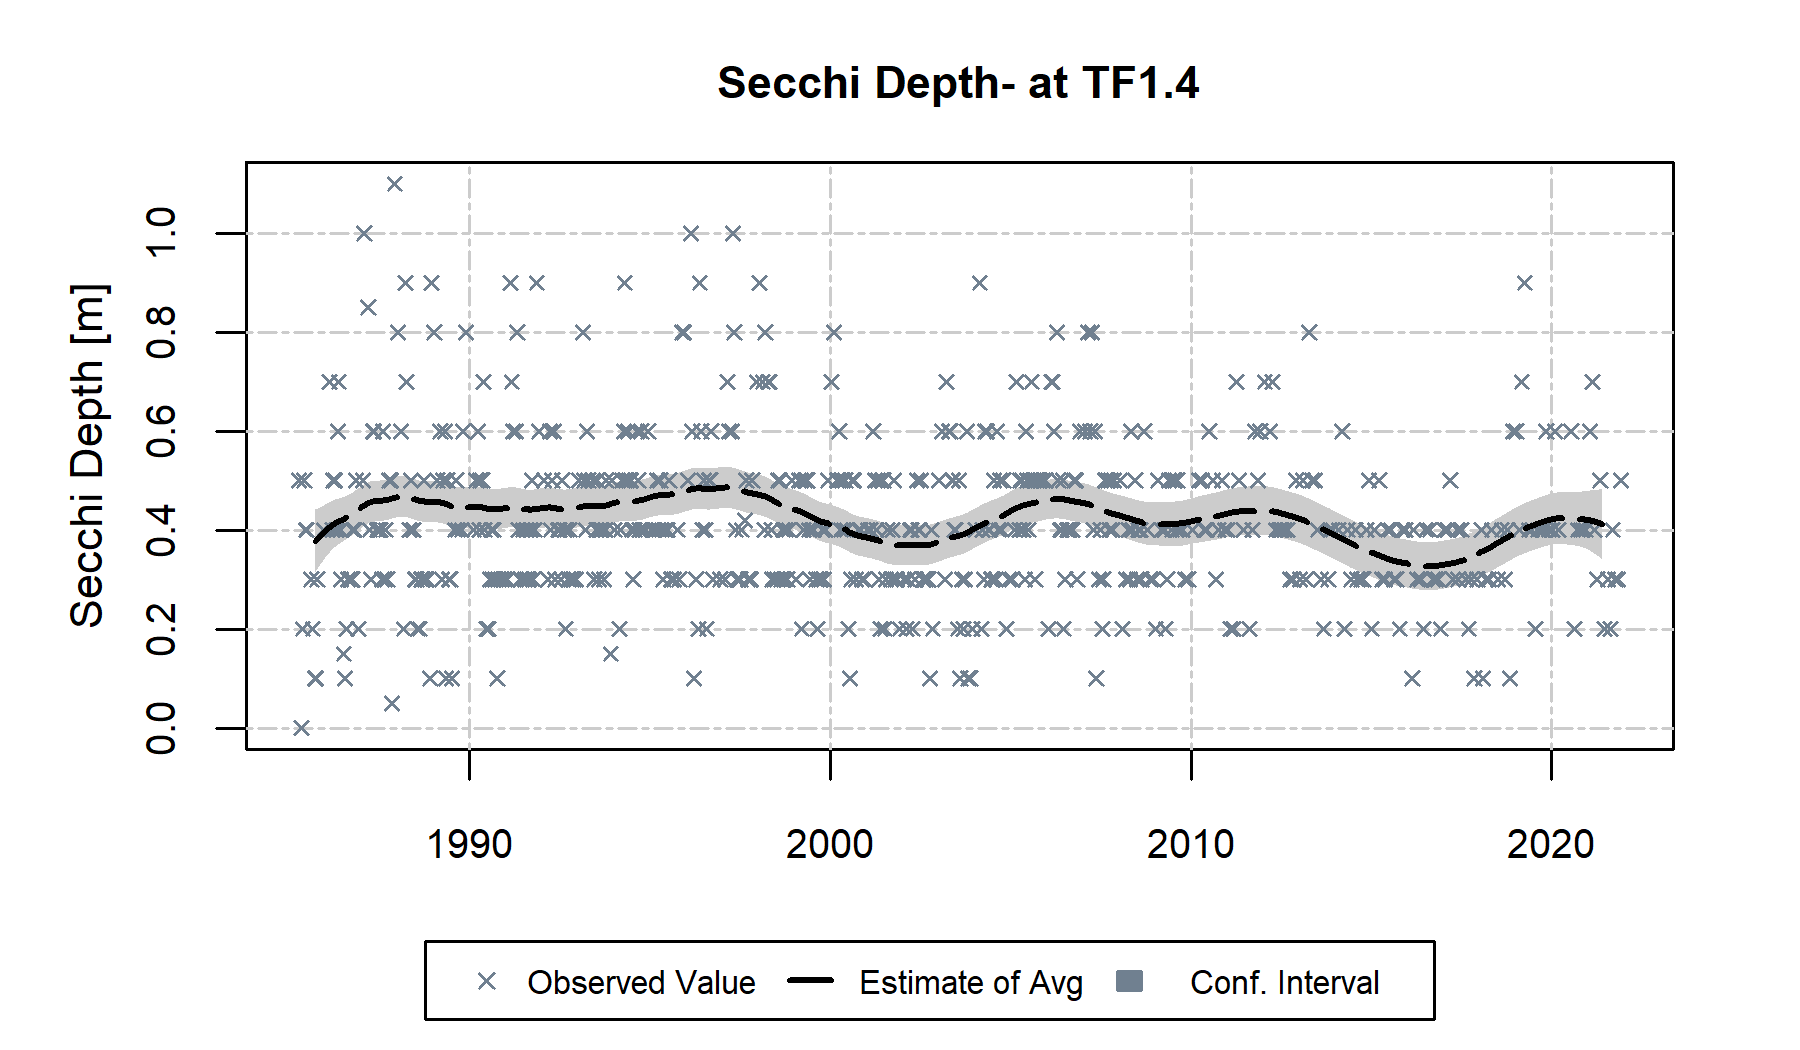 Secchi Depth- at TF1.4
Secchi Depth [m]
1.0
0.8
0.6
0.4
0.2
0.0
1990 2000 2010 2020
Observed Value Estimate of Avg Conf. Interval